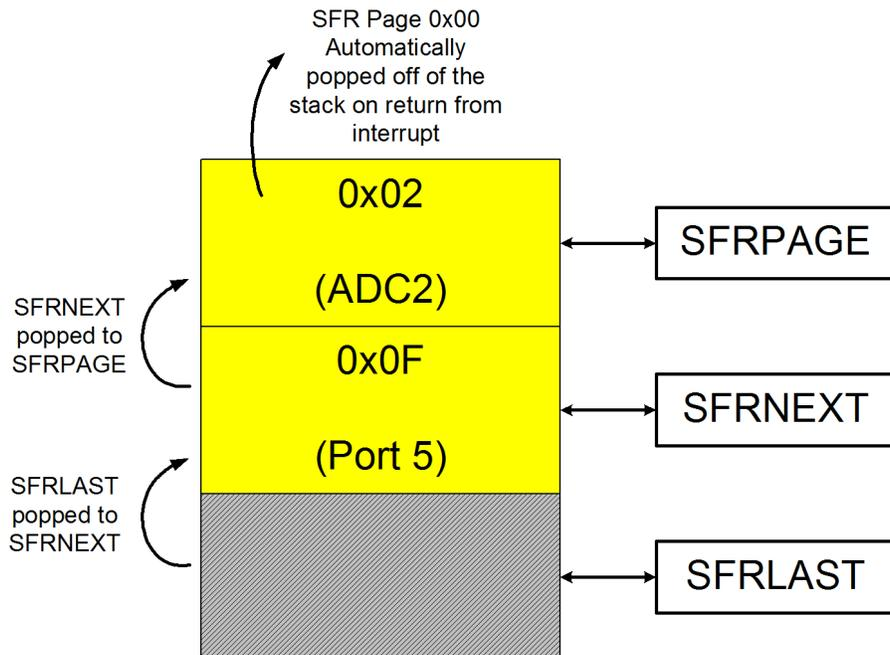 SFR Page 0x00
Automatically
popped off of the
stack on return from
interrupt
0x02
(ADC2)
SFRPAGE
SFRNEXT
popped to
SFRPAGE
0x0F
(Port 5)
SFRNEXT
SFRLAST
popped to
SFRNEXT
SFRLAST